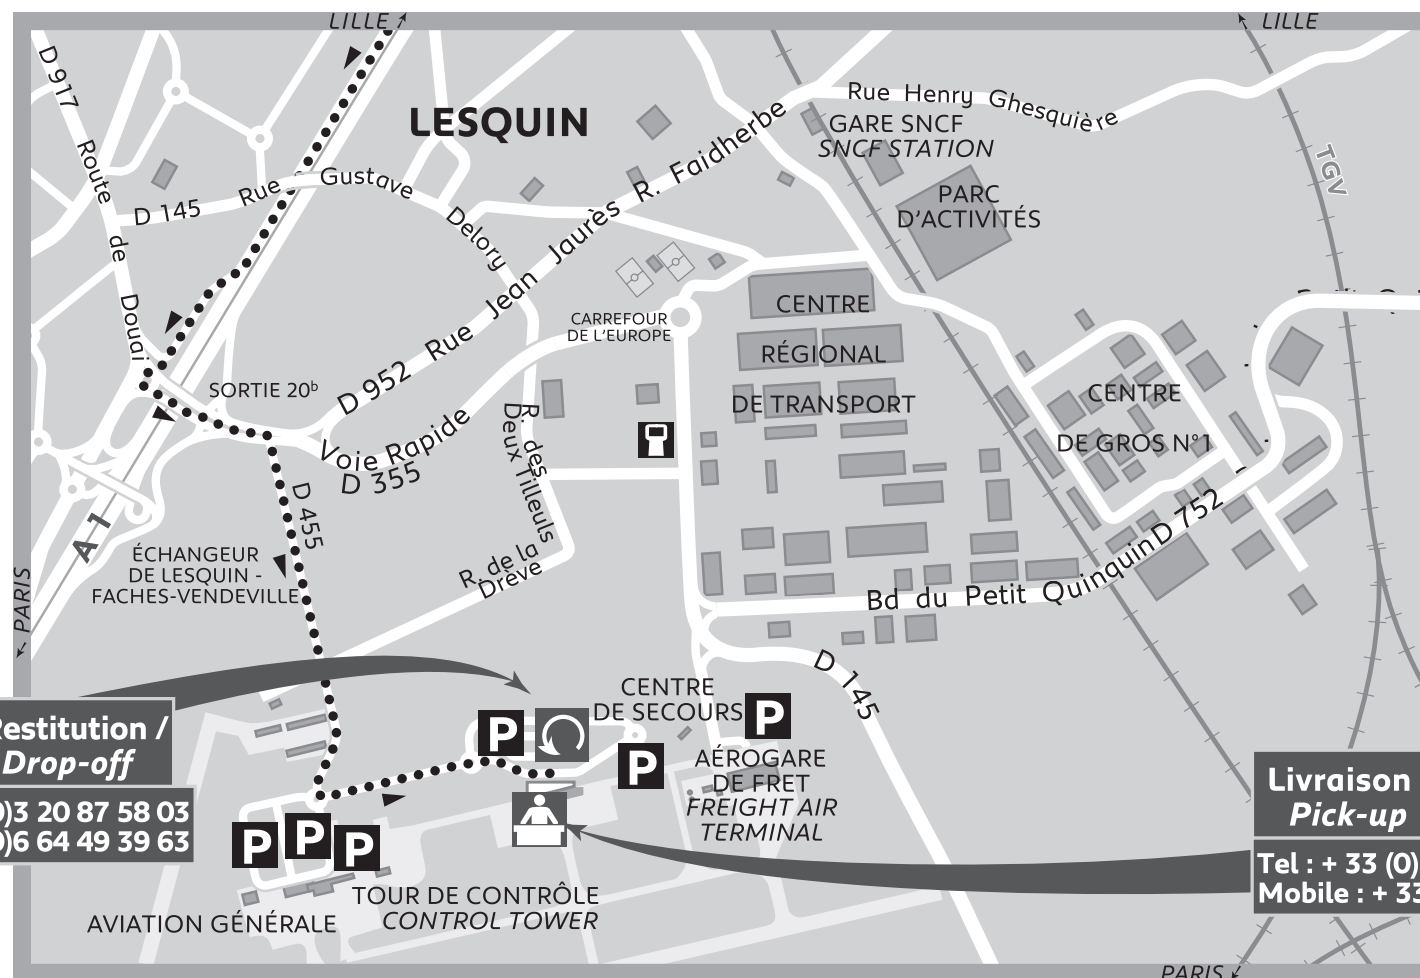 LILLE
LILLE
D 917
Route de Douai
LESQUIN
Rue Henry Ghesquière
GARE SNCF
SNCF STATION
TGV
PARC
D'ACTIVITÉS
D 145
Rue Gustave Delory
D 952 Rue Jean Jaurès R. Faidherbe
CARREFOUR
DE L'EUROPE
CENTRE
RÉGIONAL
DE TRANSPORT
SORTIE 20b
CENTRE
DE GROS N°1
Voie Rapide
D 355
R. des
Deux Tilleuls
D 455
A 1
ÉCHANGEUR
DE LESQUIN -
FACHES-VENDEVILLE
R. de la
Drève
PARIS
Bd du Petit Quinquin D 752
D 145
CENTRE
DE SECOURS
P
P
P
AÉROGARE
DE FRET
FREIGHT AIR
TERMINAL
Restitution /
Drop-off
0)3 20 87 58 03
0)6 64 49 39 63
P
P
P
Livraison
Pick-up
Tel : + 33 (0)
Mobile : + 33
TOUR DE CONTRÔLE
CONTROL TOWER
AVIATION GÉNÉRALE
PARIS